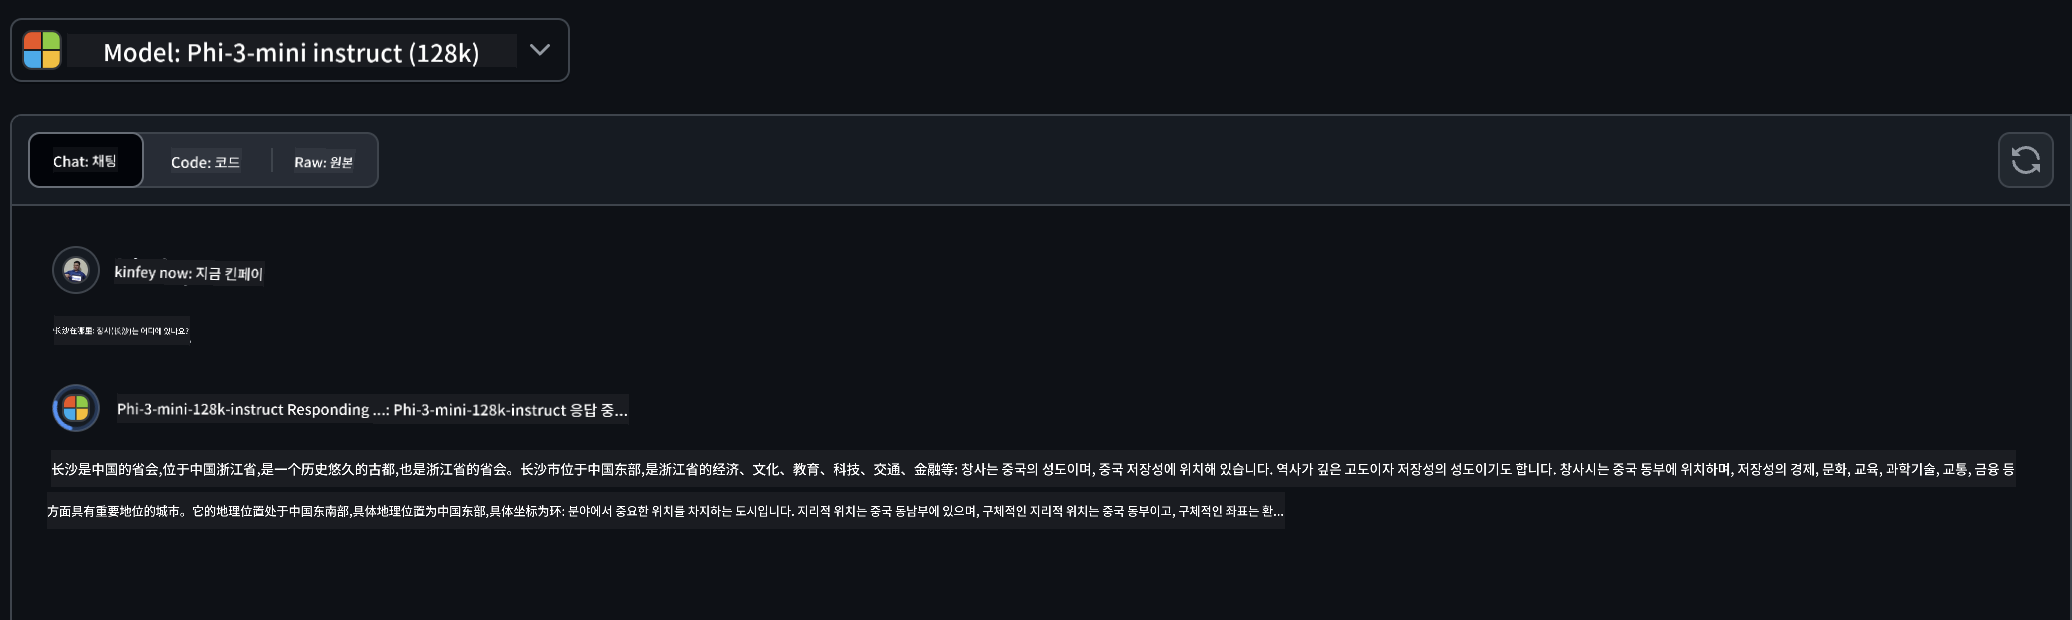 Model: Phi-3-mini instruct (128k)
Chat: 채팅
Code: 코드
Raw: 원본
kinfey now: 지금 킨페이
长沙在哪里: 창사(长沙)는 어디에 있나요?
Phi-3-mini-128k-instruct Responding ...: Phi-3-mini-128k-instruct 응답 중...
长沙是中国的省会,位于中国浙江省,是一个历史悠久的古都,也是浙江省的省会。长沙市位于中国东部,是浙江省的经济、文化、教育、科技、交通、金融等: 창사는 중국의 성도이며, 중국 저장성에 위치해 있습니다. 역사가 깊은 고도이자 저장성의 성도이기도 합니다. 창사시는 중국 동부에 위치하며, 저장성의 경제, 문화, 교육, 과학기술, 교통, 금융 등
方面具有重要地位的城市。它的地理位置处于中国东南部,具体地理位置为中国东部,具体坐标为环: 분야에서 중요한 위치를 차지하는 도시입니다. 지리적 위치는 중국 동남부에 있으며, 구체적인 지리적 위치는 중국 동부이고, 구체적인 좌표는 환...